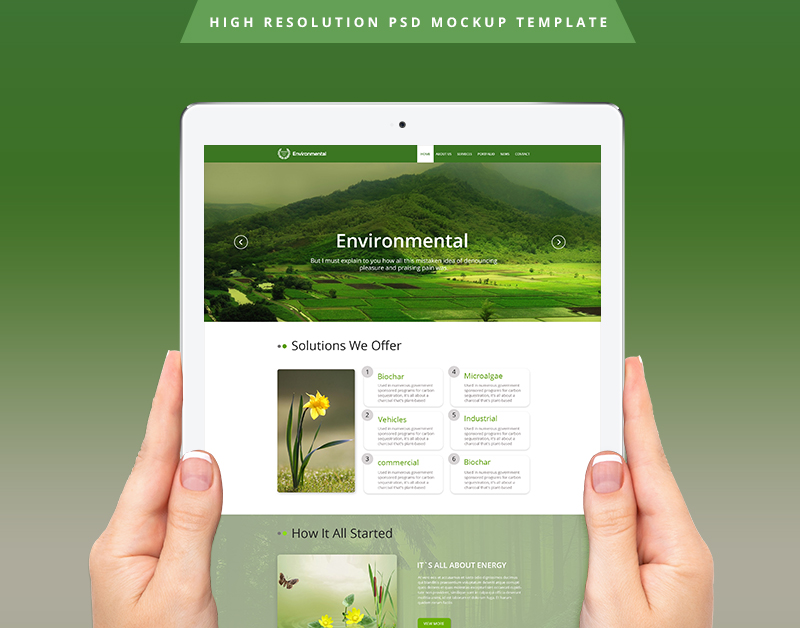 HIGH RESOLUTION PSD MOCKUP TEMPLATE
Environmental
HOME ABOUT US SERVICES PORTFOLIO NEWS CONTACT
Environmental
But I must explain to you how all this mistaken idea of denouncing
pleasure and praising pain was.
Solutions We Offer
1 Biochar
Used in numerous government
sponsored programs for carbon
sequestration, it's all about a
charcoal that's plant-based
4 Microalgae
Used in numerous government
sponsored programs for carbon
sequestration, it's all about a
charcoal that's plant-based
2 Vehicles
Used in numerous government
sponsored programs for carbon
sequestration, it's all about a
charcoal that's plant-based
5 Industrial
Used in numerous government
sponsored programs for carbon
sequestration, it's all about a
charcoal that's plant-based
3 commercial
Used in numerous government
sponsored programs for carbon
sequestration, it's all about a
charcoal that's plant-based
6 Biochar
Used in numerous government
sponsored programs for carbon
sequestration, it's all about a
charcoal that's plant-based
How It All Started
IT`S ALL ABOUT ENERGY
VIEW MORE